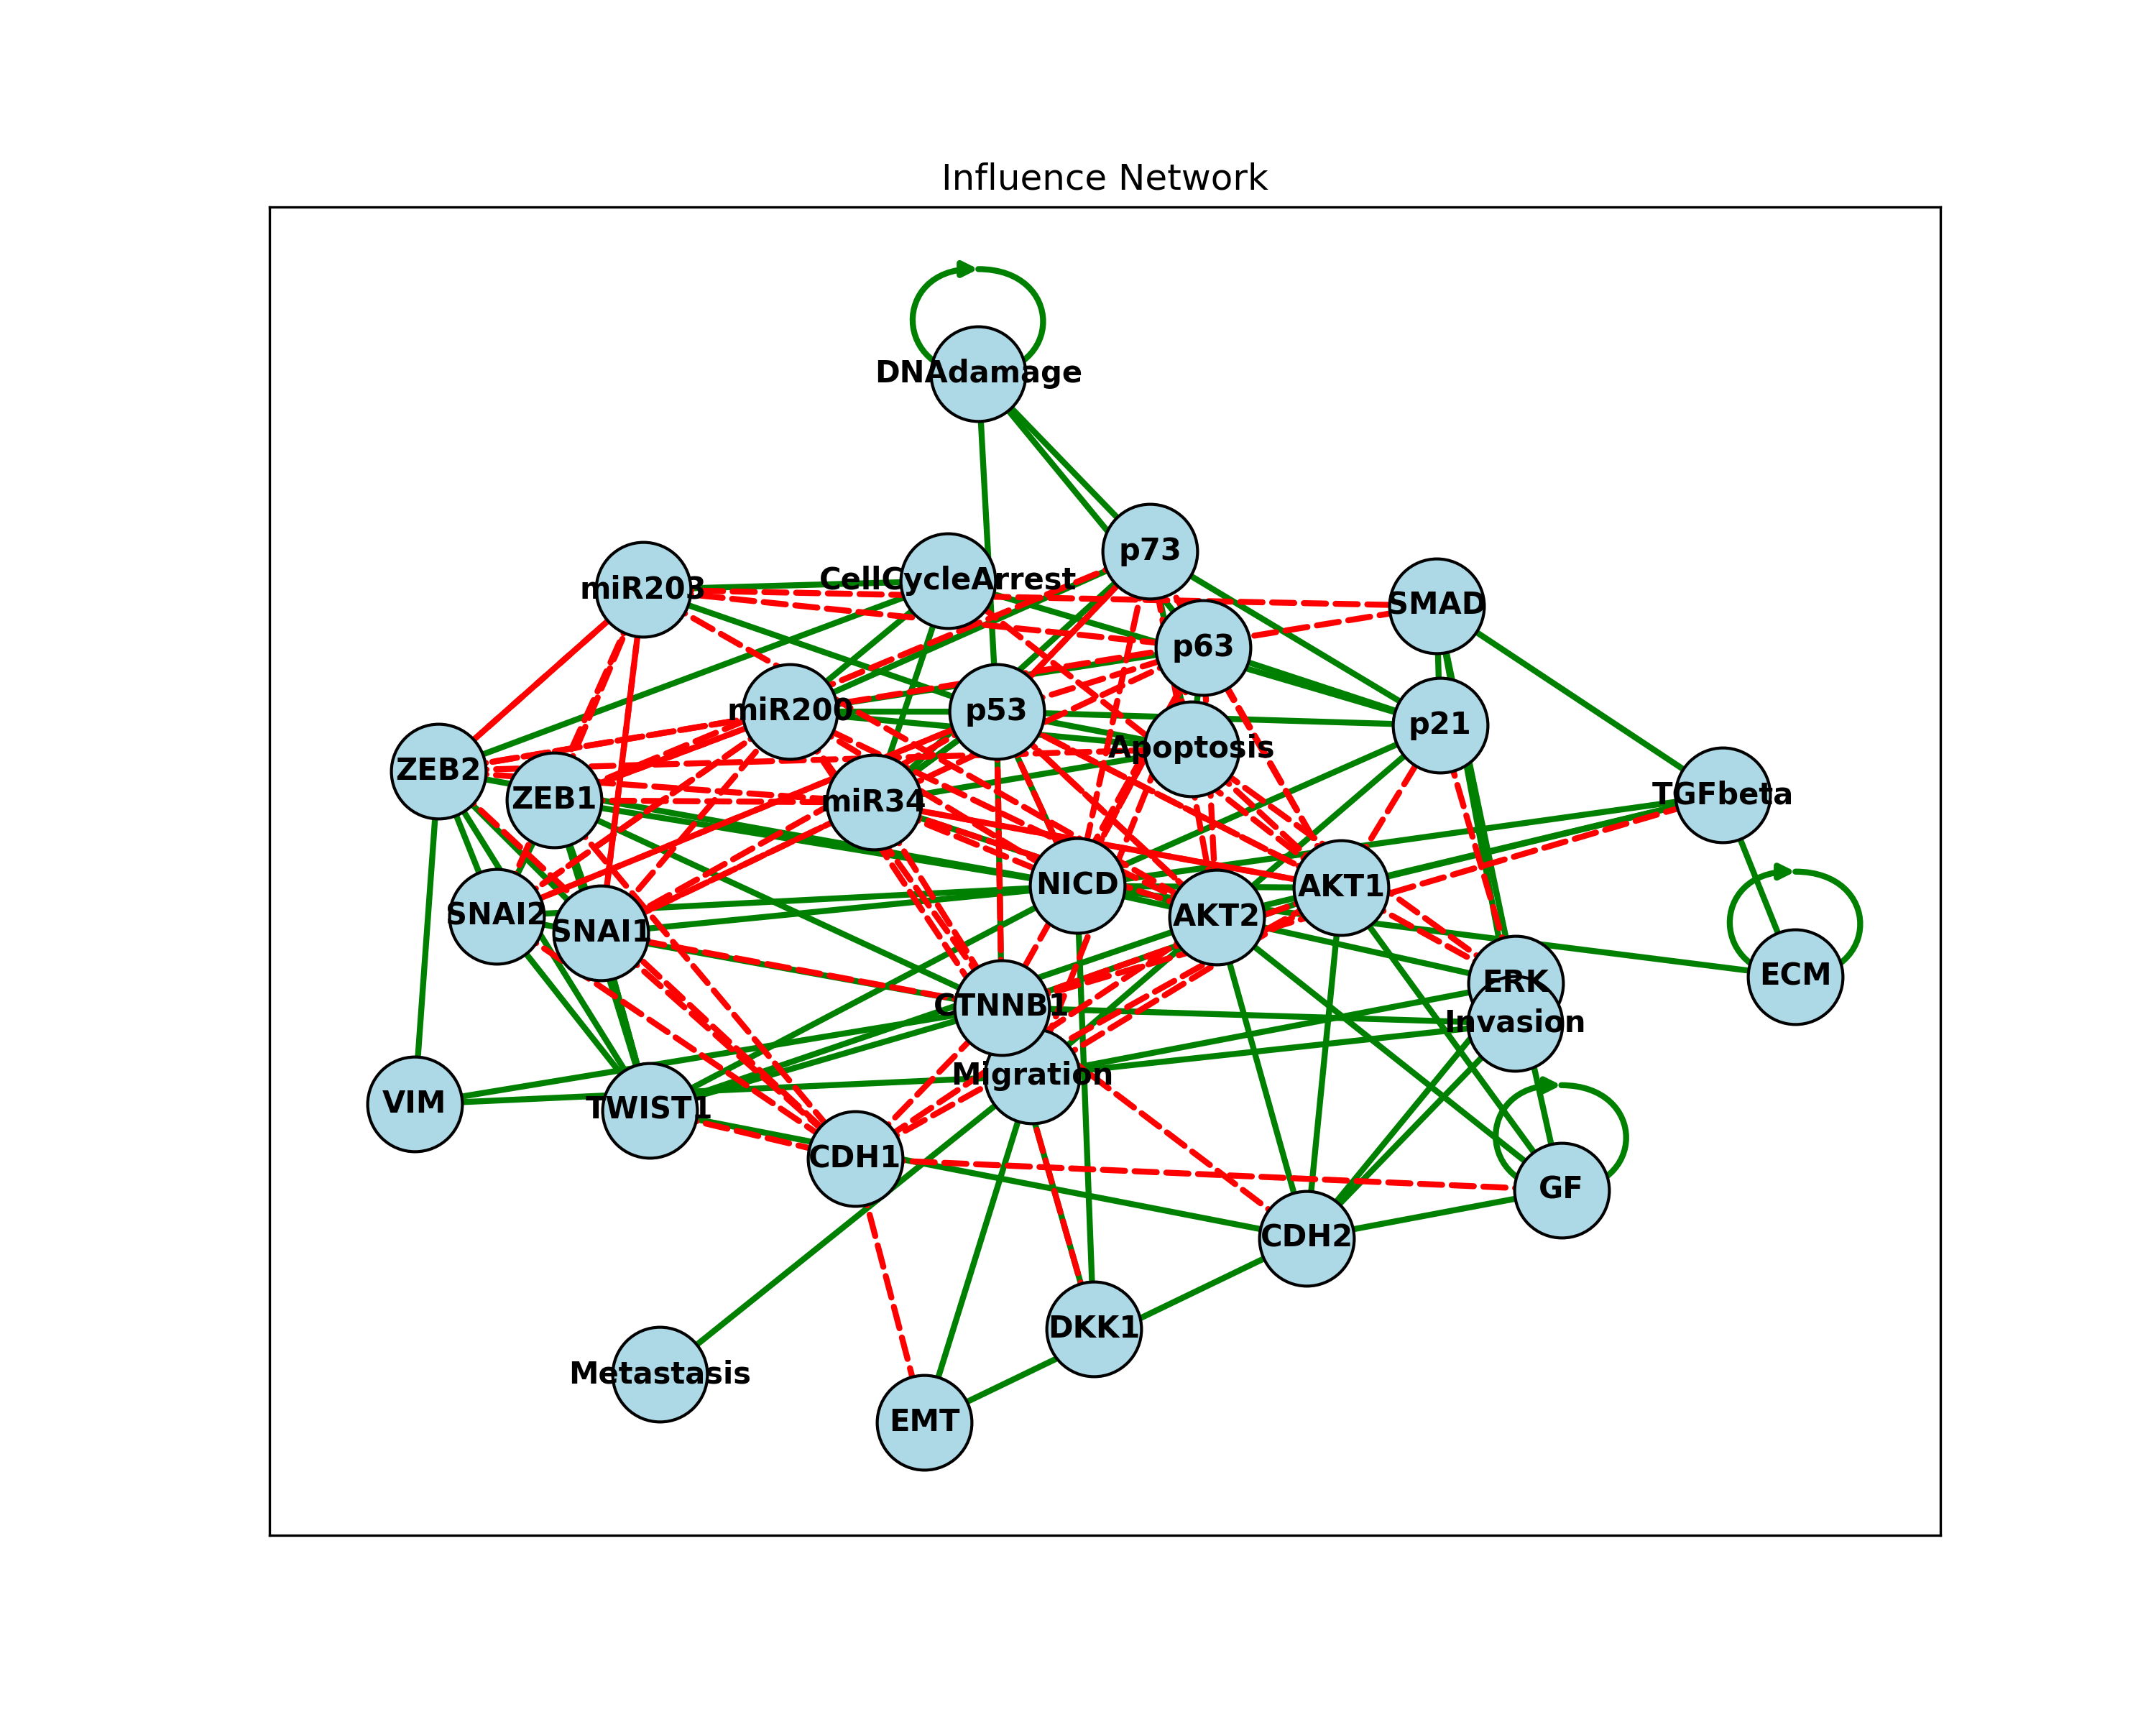 Influence Network
DNAdamage
p73
CellCycleArrest
miR203
SMAD
p63
miR200
p53
p21
Apoptosis
ZEB2
ZEB1
miR34
TGFbeta
NICD
AKT1
SNAI2
AKT2
SNAI1
ECM
ERK
CTNNB1
Invasion
Migration
VIM
TWIST1
CDH1
GF
CDH2
DKK1
Metastasis
EMT